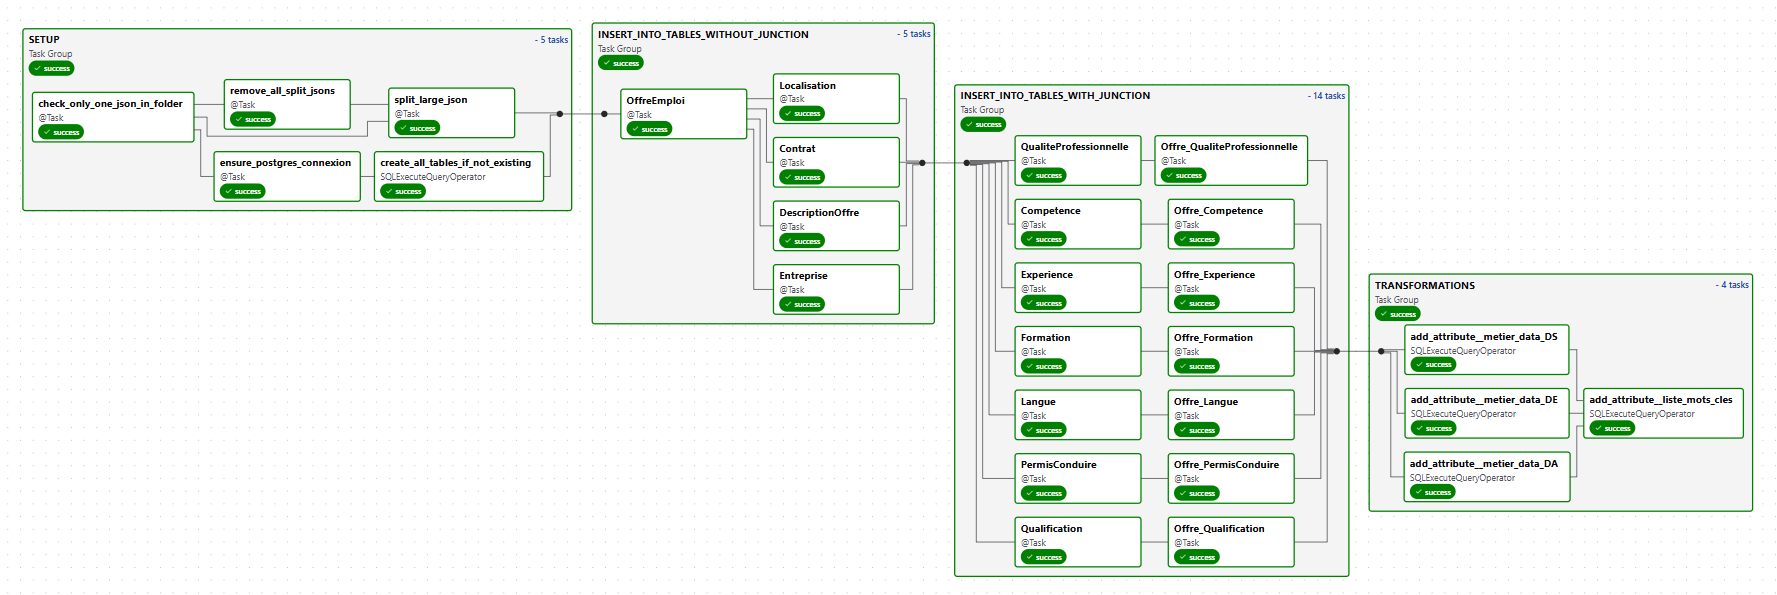 SETUP
- 5 tasks
Task Group
success
check_only_one_json_in_folder
@Task
success
remove_all_split_jsons
@Task
success
split_large_json
@Task
success
ensure_postgres_connexion
@Task
success
create_all_tables_if_not_existing
SQLExecuteQueryOperator
success
INSERT_INTO_TABLES_WITHOUT_JUNCTION
- 5 tasks
Task Group
success
OffreEmploi
@Task
success
Localisation
@Task
success
Contrat
@Task
success
DescriptionOffre
@Task
success
Entreprise
@Task
success
INSERT_INTO_TABLES_WITH_JUNCTION
- 14 tasks
Task Group
success
QualiteProfessionnelle
@Task
success
Offre_QualiteProfessionnelle
@Task
success
Competence
@Task
success
Offre_Competence
@Task
success
Experience
@Task
success
Offre_Experience
@Task
success
Formation
@Task
success
Offre_Formation
@Task
success
Langue
@Task
success
Offre_Langue
@Task
success
PermisConduire
@Task
success
Offre_PermisConduire
@Task
success
Qualification
@Task
success
Offre_Qualification
@Task
success
TRANSFORMATIONS
- 4 tasks
Task Group
success
add_attribute__metier_data_DS
SQLExecuteQueryOperator
success
add_attribute__metier_data_DE
SQLExecuteQueryOperator
success
add_attribute__metier_data_DA
SQLExecuteQueryOperator
success
add_attribute__liste_mots_cles
SQLExecuteQueryOperator
success